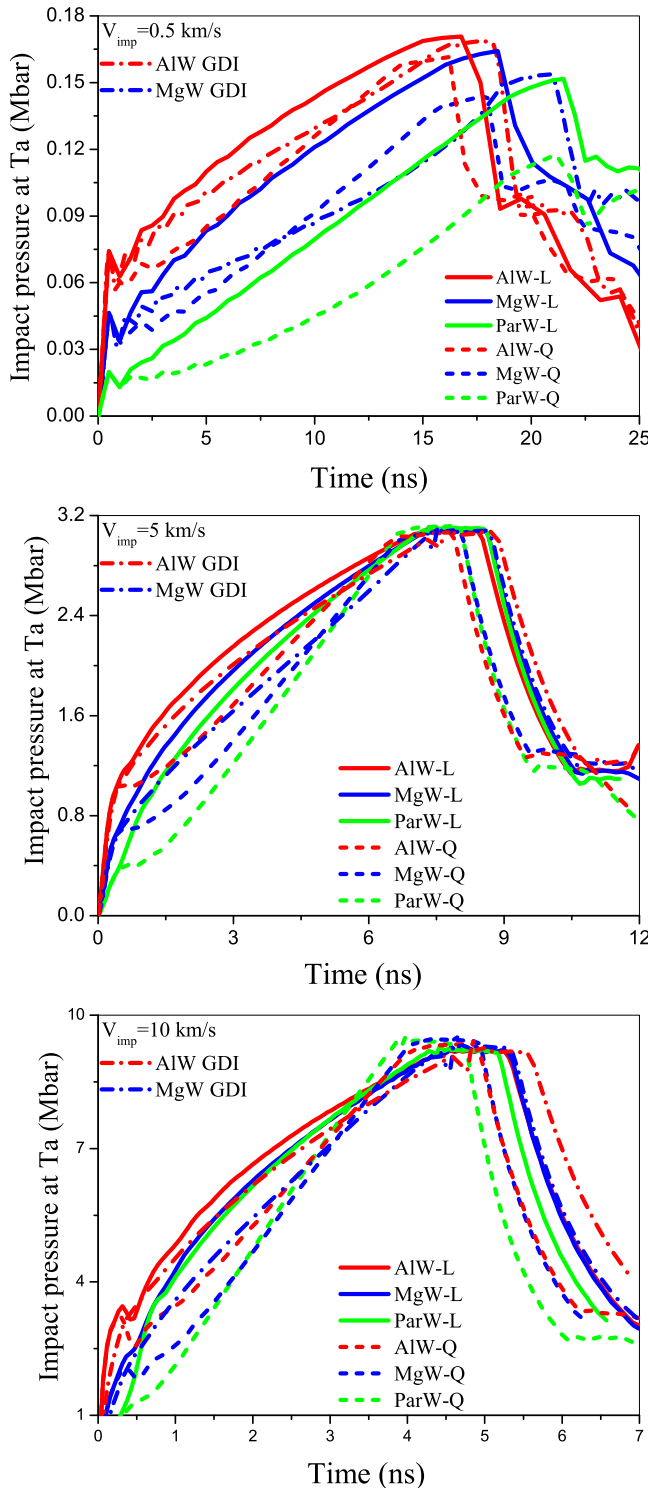 V_imp=0.5 km/s
AlW GDI
MgW GDI
0.18
0.15
0.12
0.09
0.06
0.03
0.00
Impact pressure at Ta (Mbar)
AlW-L
MgW-L
ParW-L
AlW-Q
MgW-Q
ParW-Q
0 5 10 15 20 25
Time (ns)
V_imp=5 km/s
AlW GDI
MgW GDI
3.2
2.4
1.6
0.8
0.0
Impact pressure at Ta (Mbar)
AlW-L
MgW-L
ParW-L
AlW-Q
MgW-Q
ParW-Q
0 3 6 9 12
Time (ns)
V_imp=10 km/s
AlW GDI
MgW GDI
10
7
4
1
Impact pressure at Ta (Mbar)
AlW-L
MgW-L
ParW-L
AlW-Q
MgW-Q
ParW-Q
0 1 2 3 4 5 6 7
Time (ns)